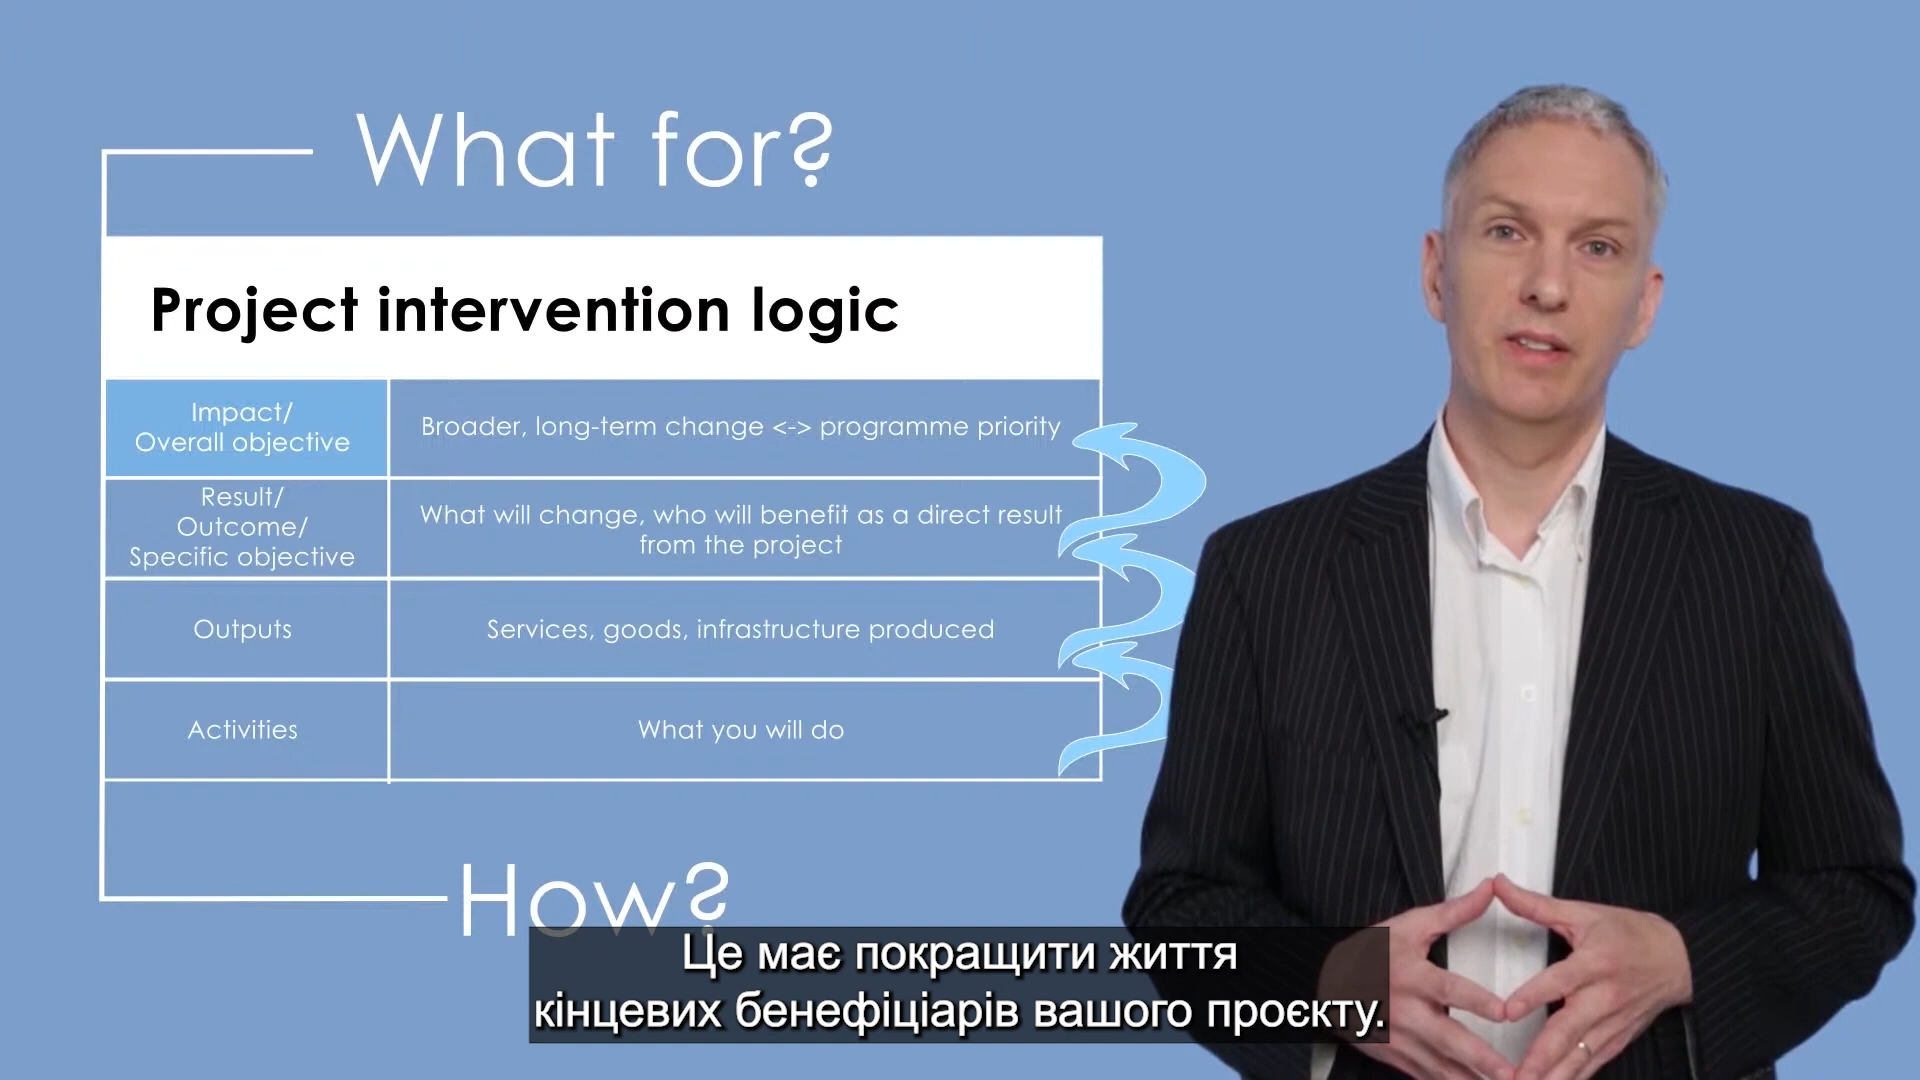 What for?
Project intervention logic
Impact/
Overall objective
Broader, long-term change <-> programme priority
Result/
Outcome/
Specific objective
What will change, who will benefit as a direct result
from the project
Outputs
Services, goods, infrastructure produced
Activities
What you will do
How?
Це має покращити життя
кінцевих бенефіціарів вашого проєкту.